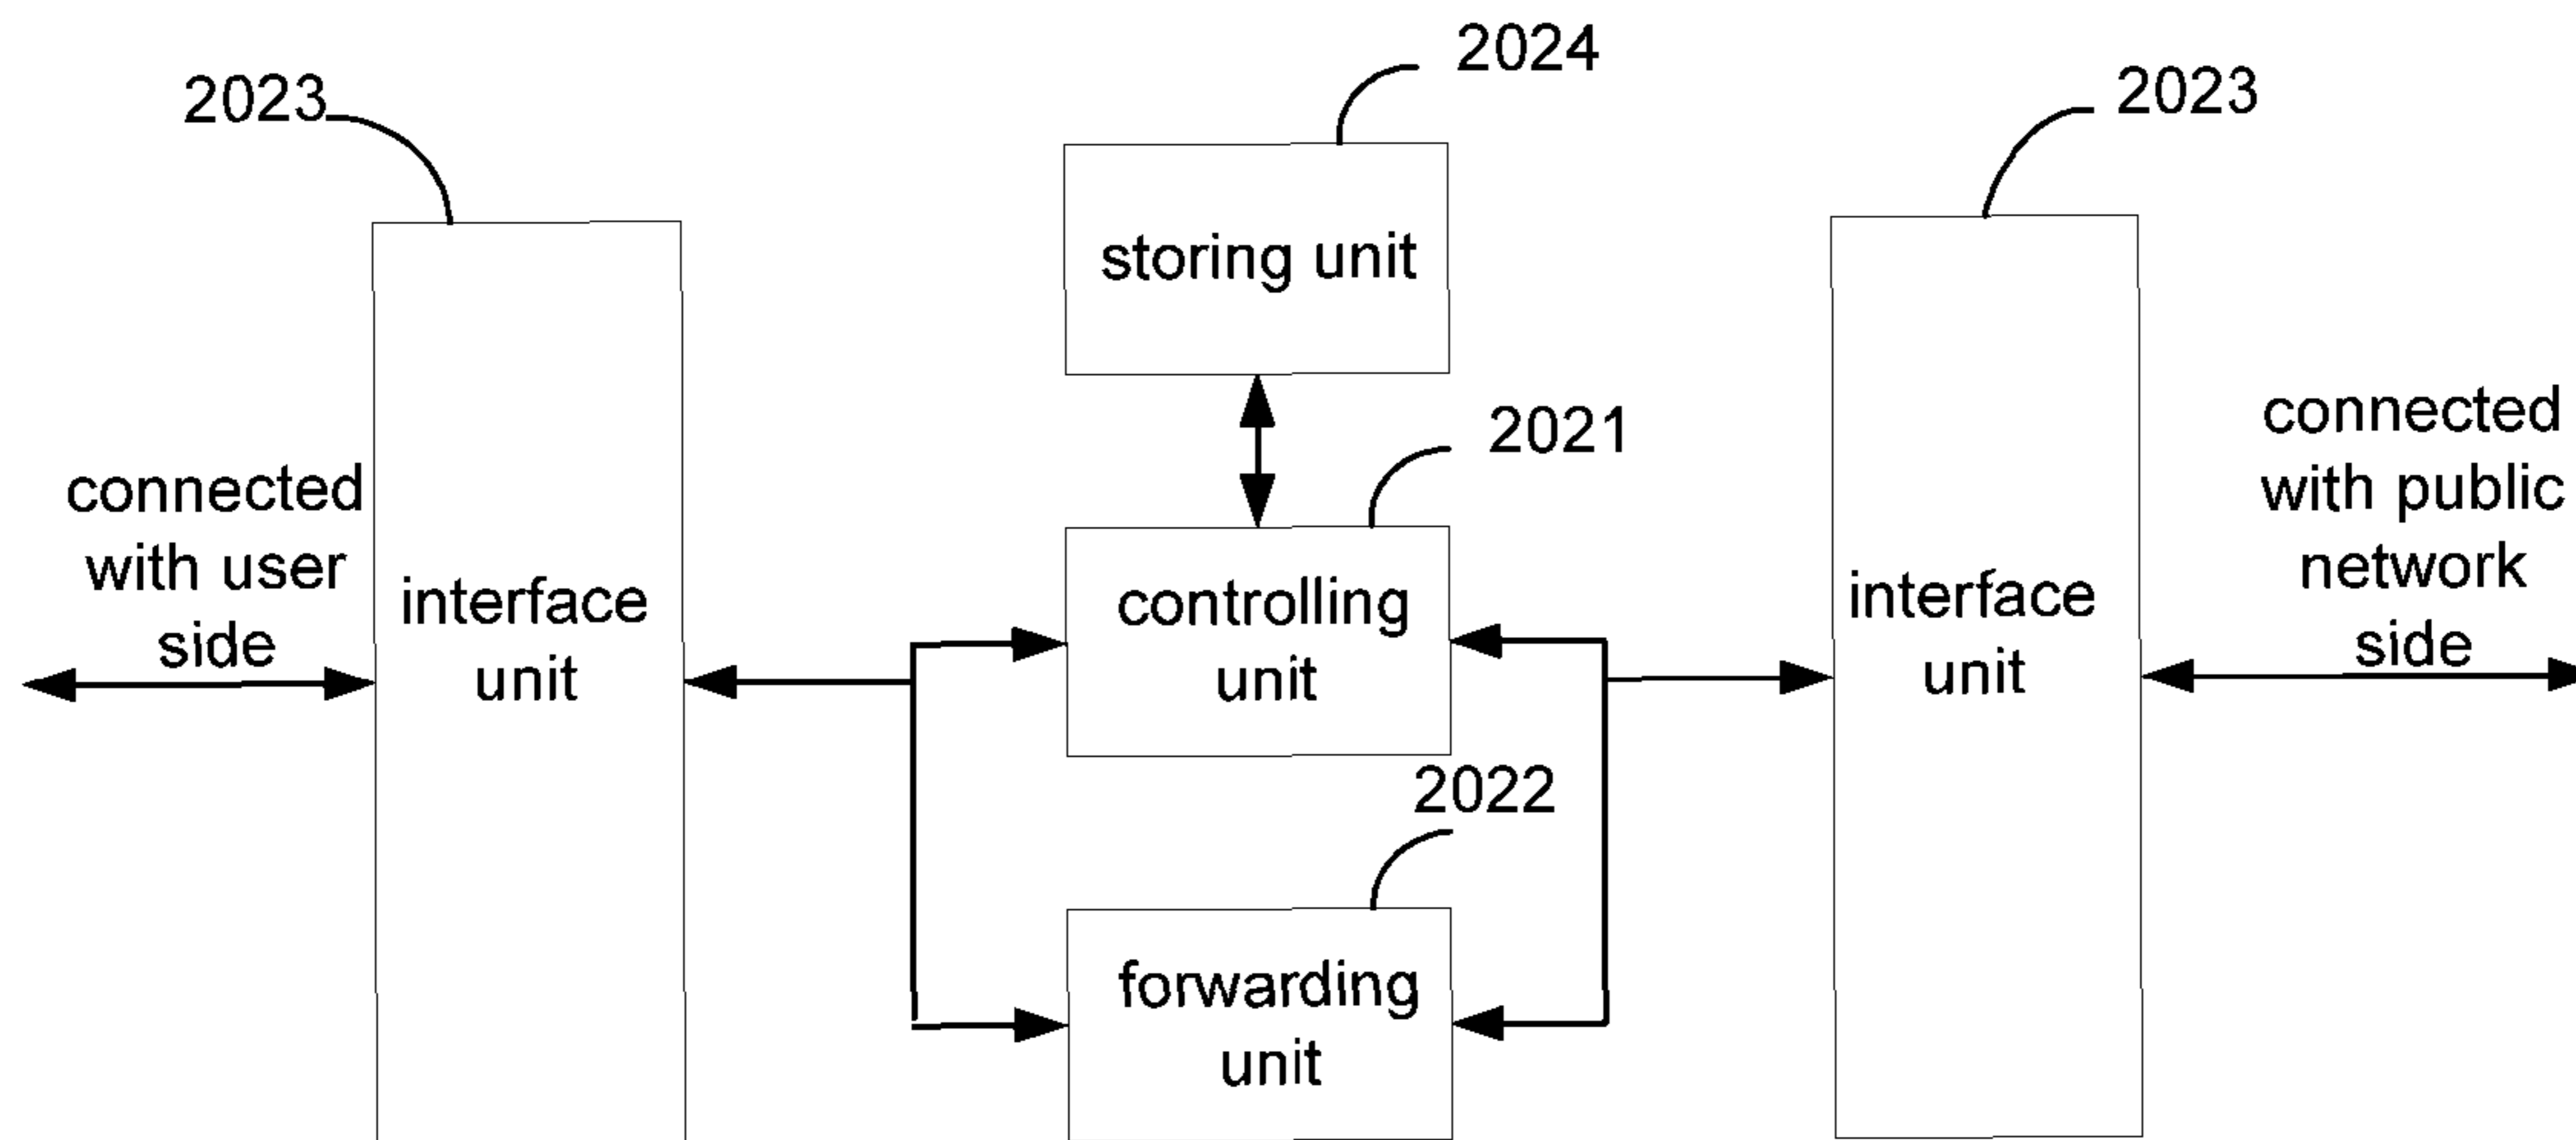 2024
2023
2023
storing unit
2021
connected
with user
side
interface
unit
controlling
unit
interface
unit
connected
with public
network
side
2022
forwarding
unit